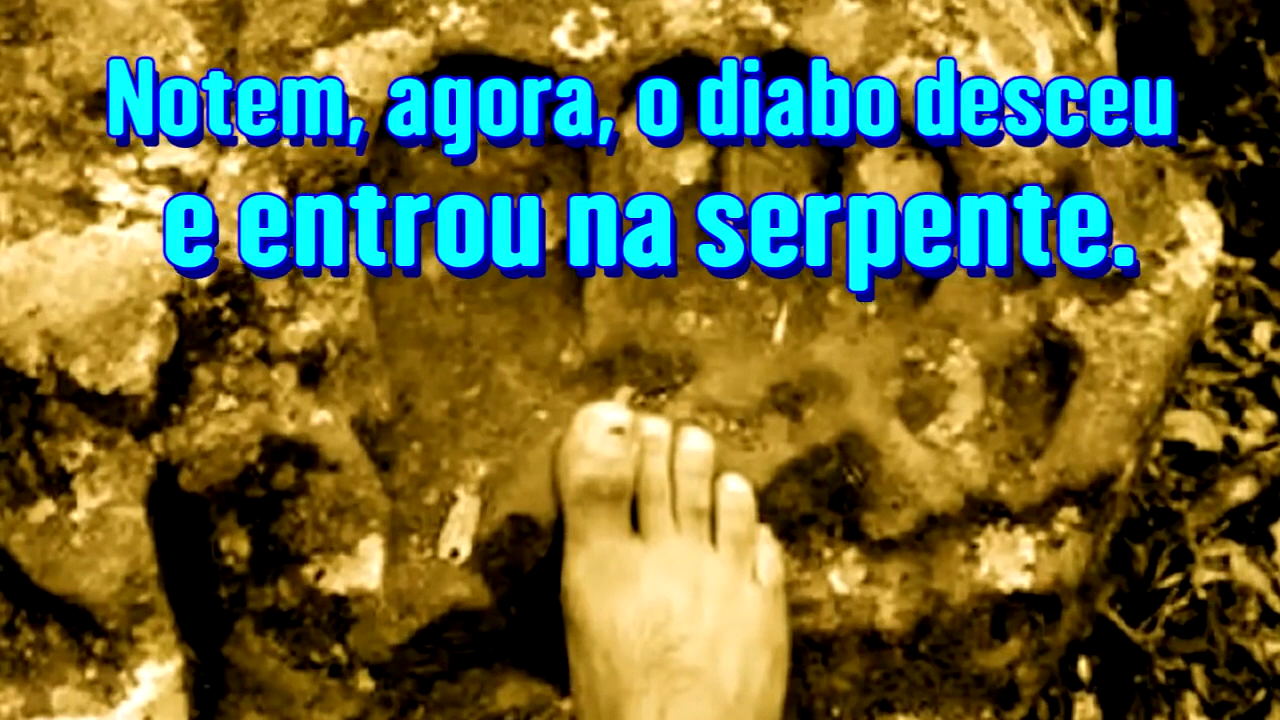 Notem, agora, o diabo desceu
e entrou na serpente.